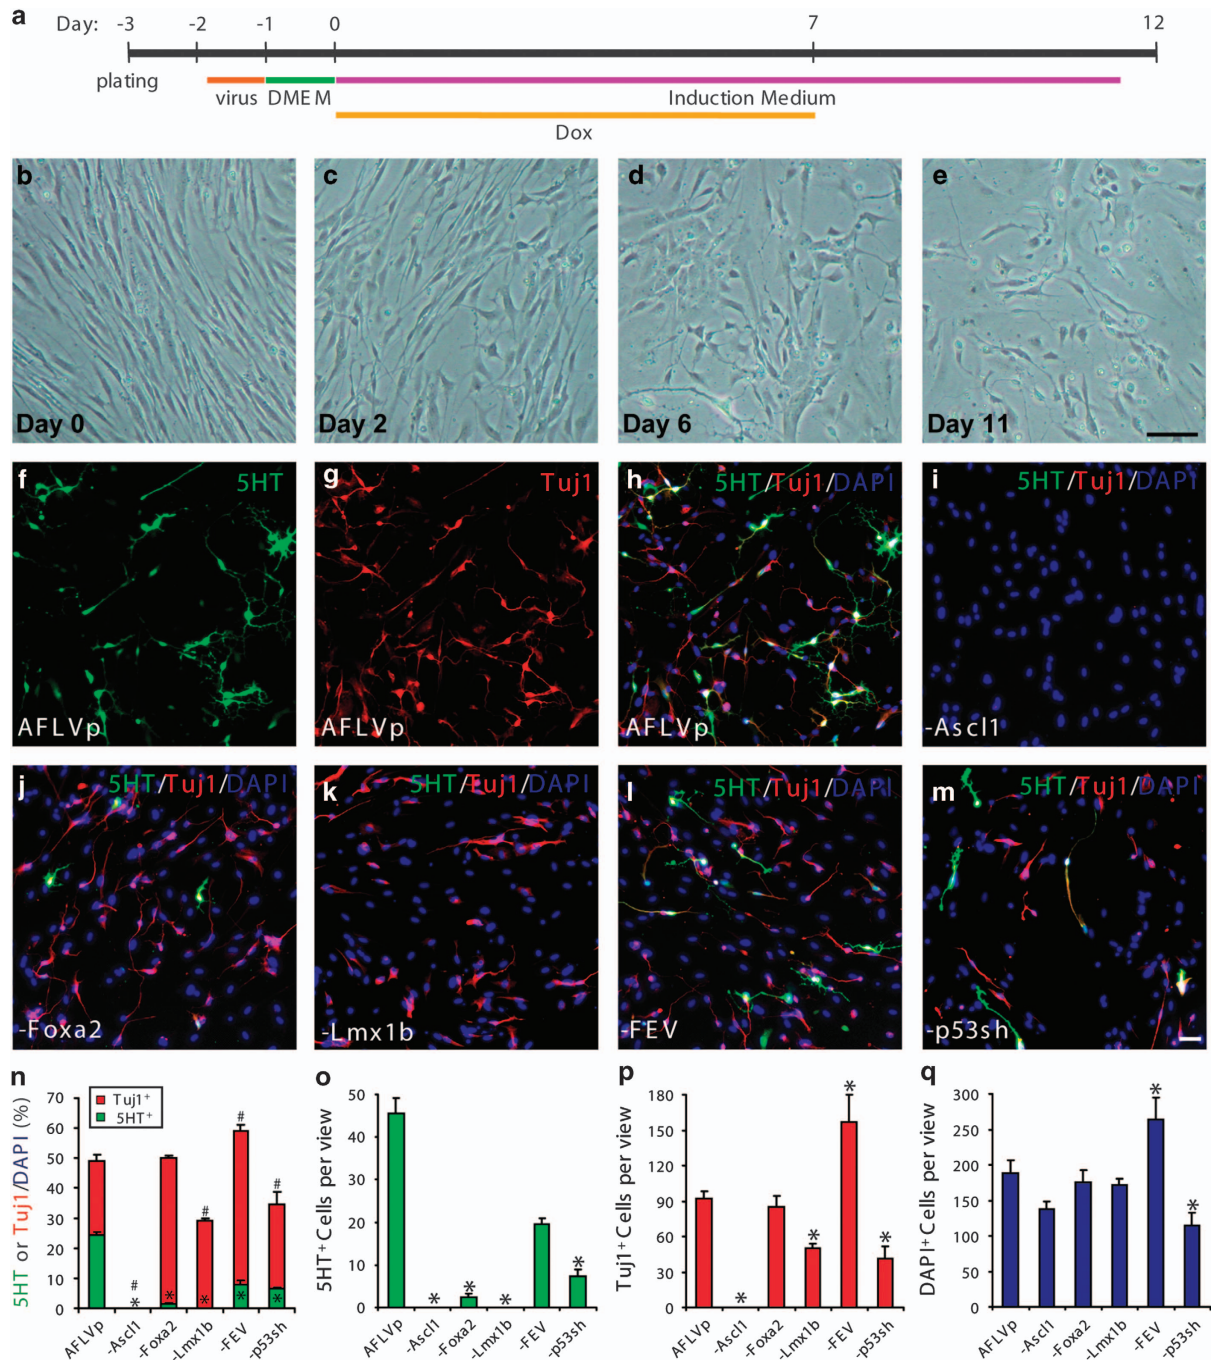 a
Day: -3 -2 -1 0 7 12
plating
virus DMEM Induction Medium
Dox
b c d e
Day 0 Day 2 Day 6 Day 11
f 5HT g Tuj1 h 5HT/Tuj1/DAPI i 5HT/Tuj1/DAPI
AFLVp AFLVp AFLVp -Ascl1
j 5HT/Tuj1/DAPI k 5HT/Tuj1/DAPI l 5HT/Tuj1/DAPI m 5HT/Tuj1/DAPI
-Foxa2 -Lmx1b -FEV -p53sh
n
5HT or Tuj1/DAPI (%)
70
60
50
40
30
20
10
0
Tuj1+
5HT+
# * * # * # * # *
AFLVp -Ascl1 -Foxa2 -Lmx1b -FEV -p53sh
o
5HT+ Cells per view
50
40
30
20
10
0
* * * *
AFLVp -Ascl1 -Foxa2 -Lmx1b -FEV -p53sh
p
Tuj1+ Cells per view
180
150
120
90
60
30
0
* * * *
AFLVp -Ascl1 -Foxa2 -Lmx1b -FEV -p53sh
q
DAPI+ Cells per view
300
250
200
150
100
50
0
* *
AFLVp -Ascl1 -Foxa2 -Lmx1b -FEV -p53sh